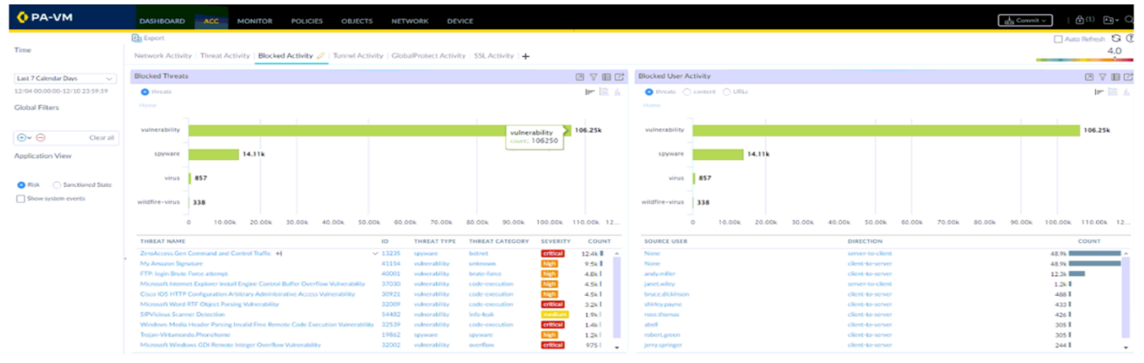 PA-VM
DASHBOARD ACC MONITOR POLICIES OBJECTS NETWORK DEVICE
Commit
(1)
Export
Auto Refresh
Time
Network Activity Threat Activity Blocked Activity Tunnel Activity GlobalProtect Activity SSL Activity +
4.0
Last 7 Calendar Days
12/04 00:00:00-12/10 23:59:59
Global Filters
Clear all
Application View
Risk Sanctioned State
Show system events
Blocked Threats
threats
Home
vulnerability 106.25k
vulnerability
count: 106250
spyware 14.11k
virus 857
wildfire-virus 338
0 10.00k 20.00k 30.00k 40.00k 50.00k 60.00k 70.00k 80.00k 90.00k 100.00k 110.00k 12...
THREAT NAME ID THREAT TYPE THREAT CATEGORY SEVERITY COUNT
ZeroAccess.Gen Command and Control Traffic 13235 spyware botnet critical 12.4k
My Amazon Signature 41154 vulnerability unknown high 9.5k
FTP: login Brute Force attempt 40001 vulnerability brute-force high 4.8k
Microsoft Internet Explorer Install Engine Control Buffer Overflow Vulnerability 37030 vulnerability code-execution high 4.5k
Cisco IOS HTTP Configuration Arbitrary Administrative Access Vulnerability 30921 vulnerability code-execution high 4.5k
Microsoft Word RTF Object Parsing Vulnerability 32009 vulnerability code-execution critical 3.2k
SIPVicious Scanner Detection 54482 vulnerability info-leak medium 1.9k
Windows Media Header Parsing Invalid Free Remote Code Execution Vulnerability 32539 vulnerability code-execution critical 1.4k
Trojan-Virtumondo.Phonehome 19862 spyware spyware high 1.2k
Microsoft Windows GDI Remote Integer Overflow Vulnerability 32002 vulnerability overflow critical 975
Blocked User Activity
threats content URLs
Home
vulnerability 106.25k
spyware 14.11k
virus 857
wildfire-virus 338
0 10.00k 20.00k 30.00k 40.00k 50.00k 60.00k 70.00k 80.00k 90.00k 100.00k 110.00k 12...
SOURCE USER DIRECTION COUNT
None server-to-client 48.9k
None client-to-server 48.9k
andy.miller client-to-server 12.3k
janet.wiley client-to-server 1.2k
bruce.dickinson client-to-server 488
shirley.payne client-to-server 433
ross.thomas client-to-server 426
abell client-to-server 305
robert.green client-to-server 305
jerra.springer client-to-server 244